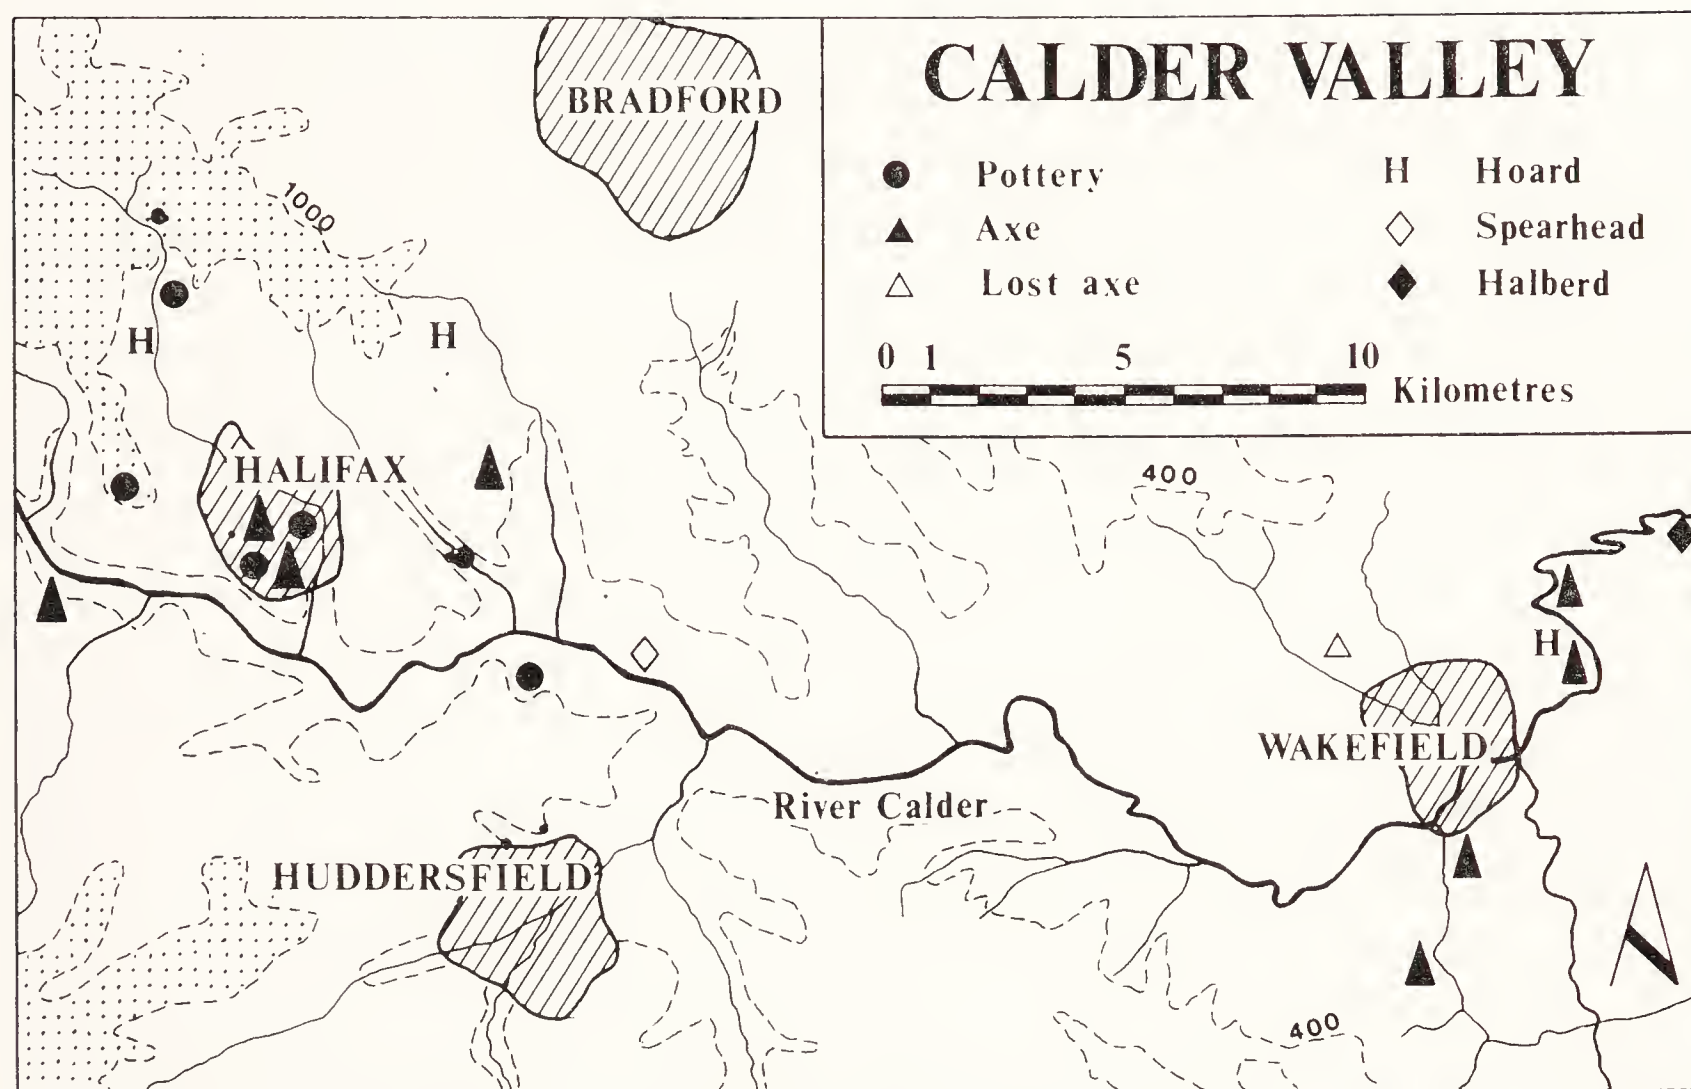 CALDER VALLEY
Pottery
Axe
Lost axe
H Hoard
Spearhead
Halberd
0 1 5 10
Kilometres
BRADFORD
1000
H
H
HALIFAX
400
H
WAKEFIELD
River Calder
HUDDERSFIELD
400